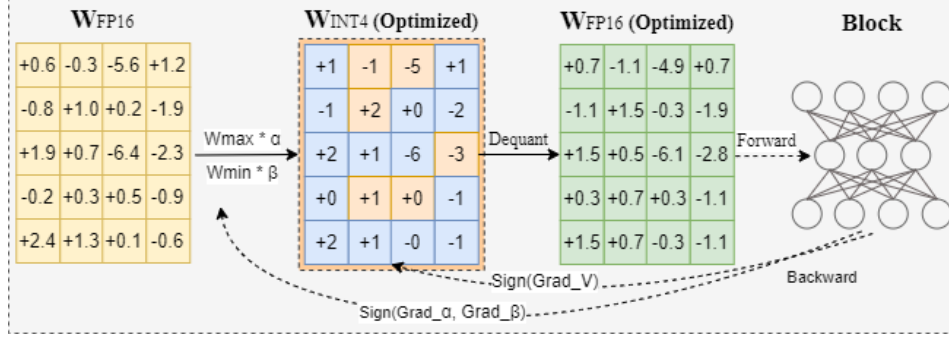 WFP16
WINT4 (Optimized)
WFP16 (Optimized)
Block
+0.6 -0.3 -5.6 +1.2
+1 -1 -5 +1
+0.7 -1.1 -4.9 +0.7
-0.8 +1.0 +0.2 -1.9
-1 +2 +0 -2
-1.1 +1.5 -0.3 -1.9
Wmax * α
Dequant
Forward
+1.9 +0.7 -6.4 -2.3
+2 +1 -6 -3
+1.5 +0.5 -6.1 -2.8
Wmin * β
-0.2 +0.3 +0.5 -0.9
+0 +1 +0 -1
+0.3 +0.7 +0.3 -1.1
+2.4 +1.3 +0.1 -0.6
+2 +1 -0 -1
+1.5 +0.7 -0.3 -1.1
Sign(Grad_V)
Backward
Sign(Grad_α, Grad_β)